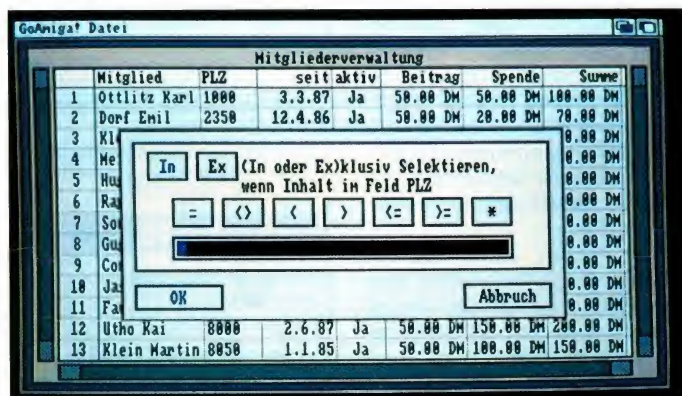 GoAmiga! Datei
Mitgliederverwaltung
Mitglied PLZ seit aktiv Beitrag Spende Summe
1 Ottlitz Karl 1000 3.3.87 Ja 50.00 DM 50.00 DM 100.00 DM
2 Dorf Emil 2350 12.4.86 Ja 50.00 DM 20.00 DM 70.00 DM
3
4
5
6
7
8
9
10
11
In Ex (In oder Ex)klusiv Selektieren,
wenn Inhalt in Feld PLZ
= <> < > <= >= *
OK Abbruch
12 Utho Kai 8000 2.6.87 Ja 50.00 DM 150.00 DM 200.00 DM
13 Klein Martin 8050 1.1.85 Ja 50.00 DM 100.00 DM 150.00 DM